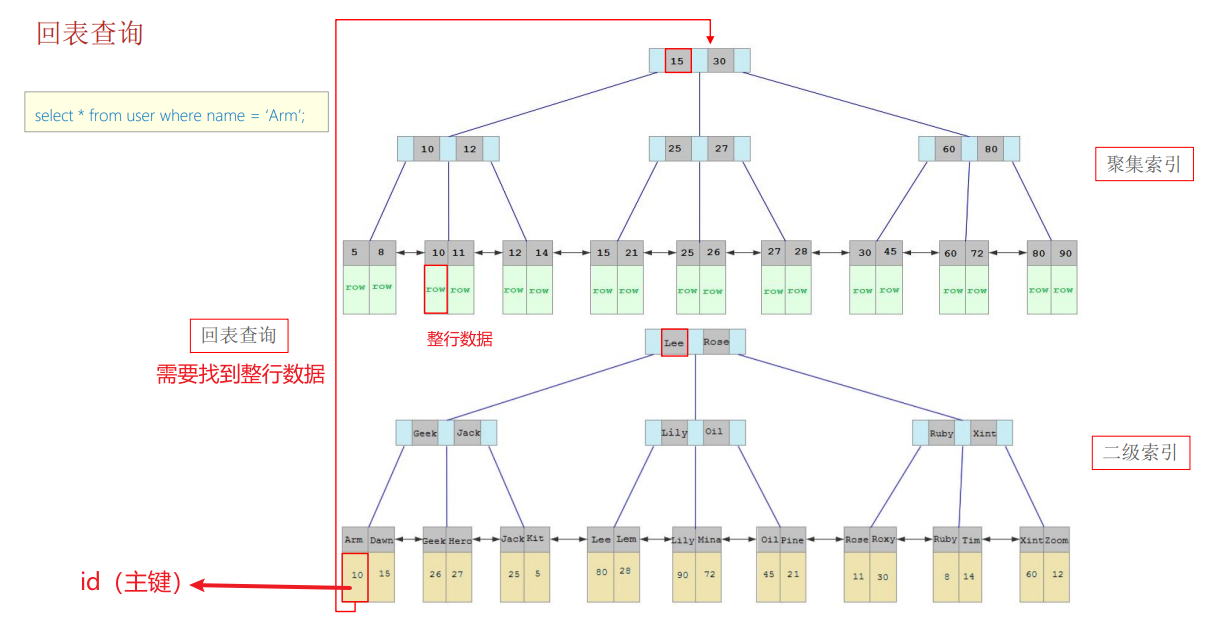 回表查询
select * from user where name = ‘Arm’;
15 30
10 12 25 27 60 80
聚集索引
5 8 10 11 12 14 15 21 25 26 27 28 30 45 60 72 80 90
row row row row row row row row row row row row row row row row row row
回表查询
整行数据
需要找到整行数据
Lee Rose
Geek Jack Lily Oil Ruby Xint
二级索引
Arm Dawn Geek Hero Jack Kit Lee Lem Lily Mina Oil Pine Rose Roxy Ruby Tim Xint Zoom
10 15 26 27 25 5 80 28 90 72 45 21 11 30 8 14 60 12
id（主键）